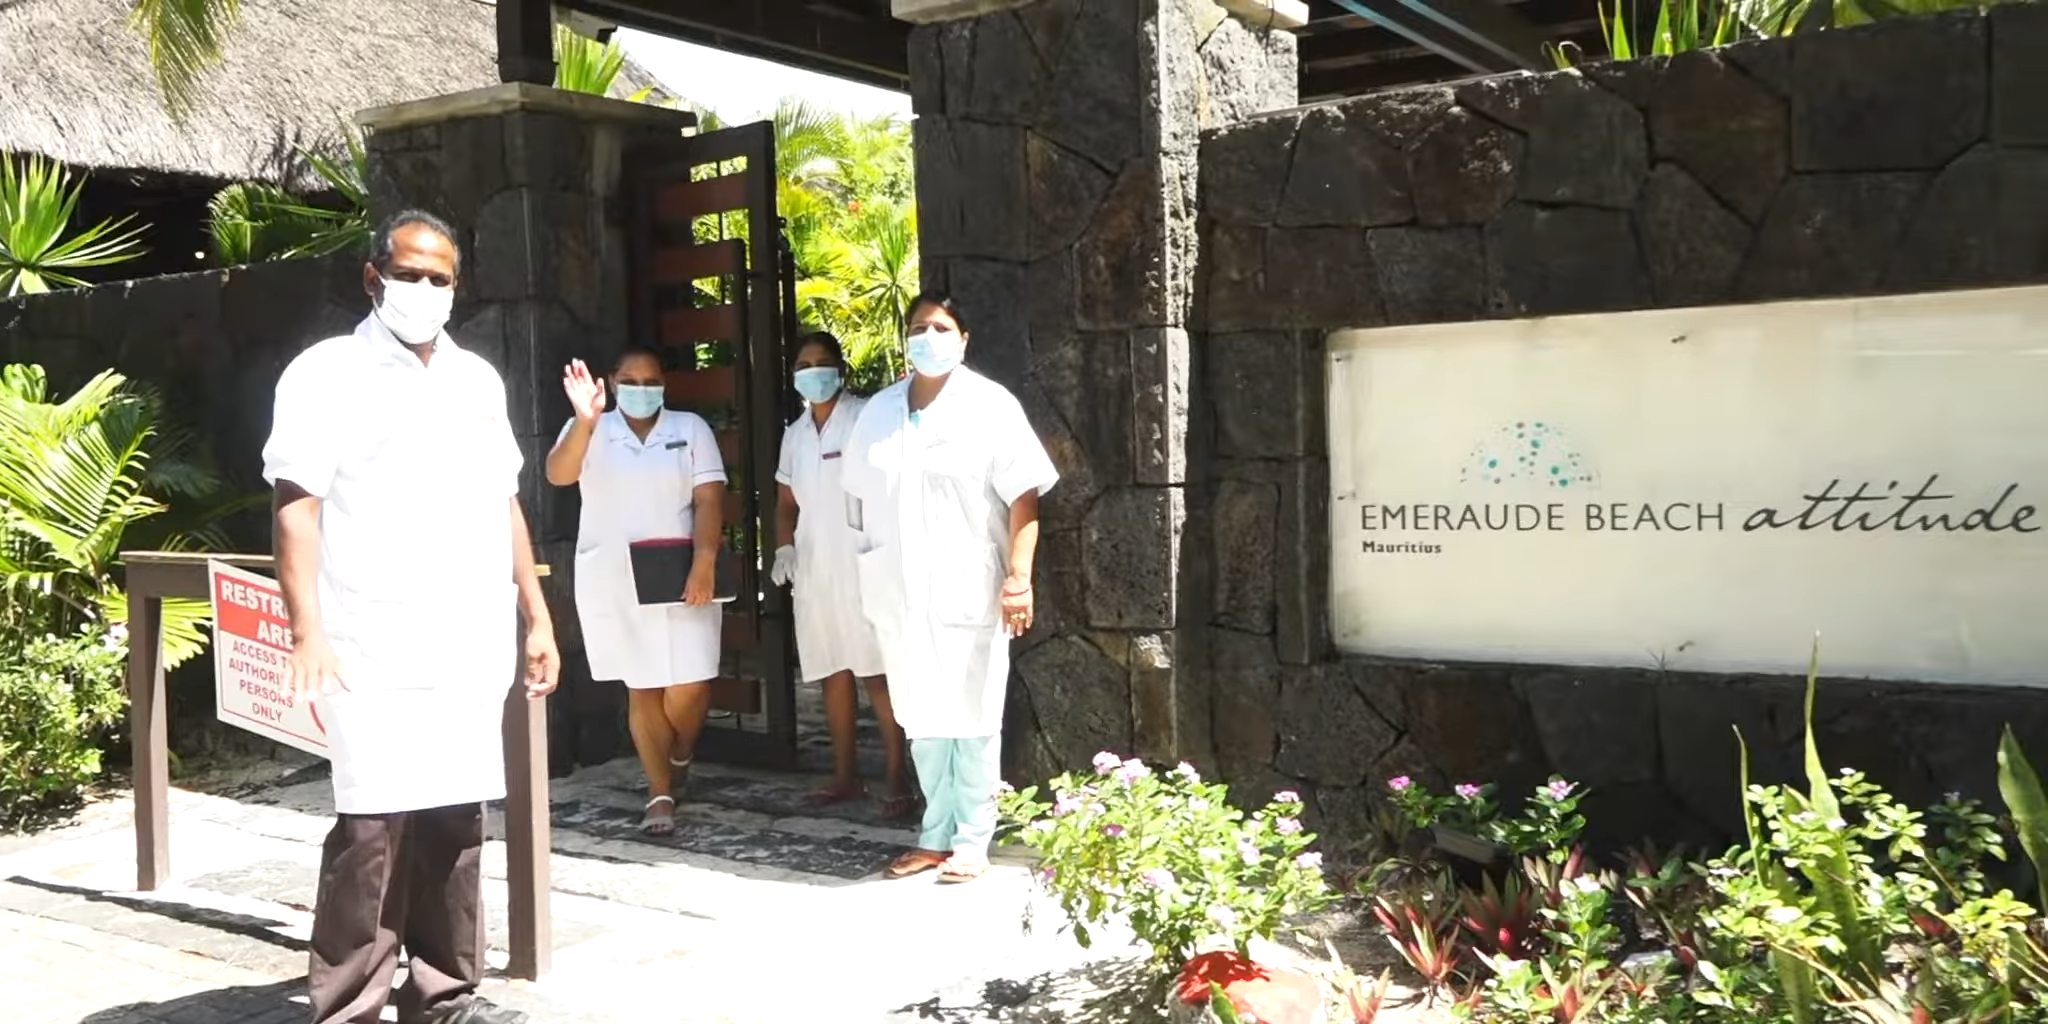 RESTR
ARE
ACCESS T
AUTHORI
PERSONS
ONLY
EMERAUDE BEACH attitude
Mauritius